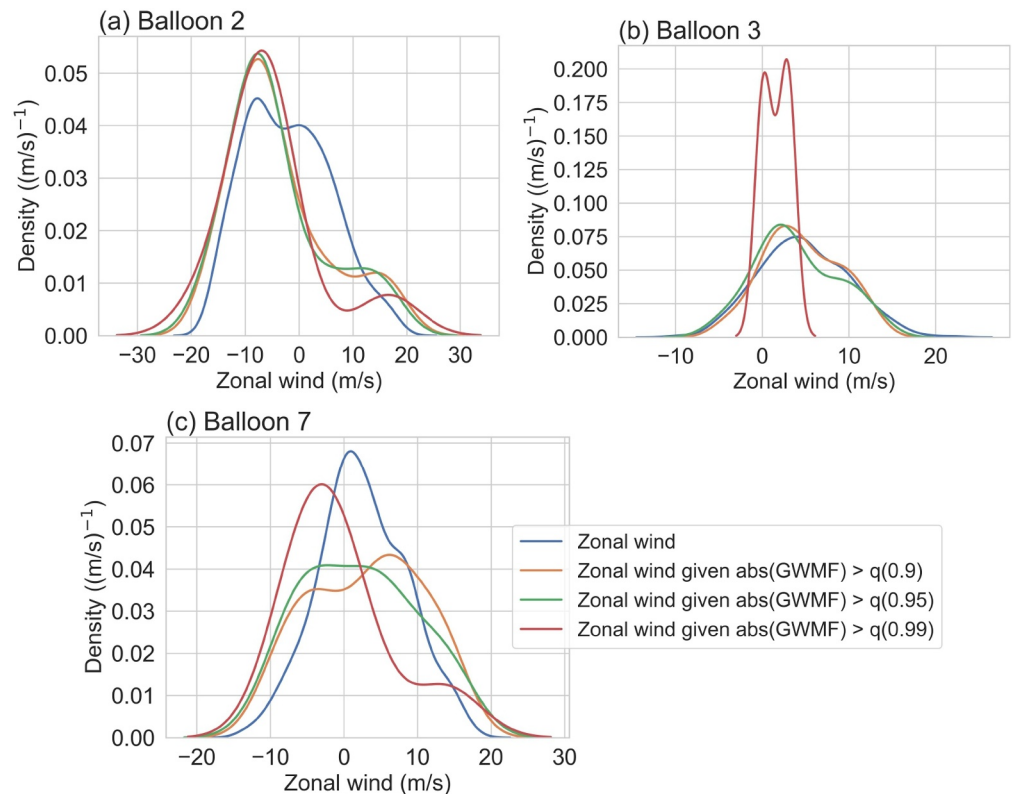 (a) Balloon 2
Density ((m/s)⁻¹)
0.05
0.04
0.03
0.02
0.01
0.00
−30 −20 −10 0 10 20 30
Zonal wind (m/s)
(b) Balloon 3
Density ((m/s)⁻¹)
0.200
0.175
0.150
0.125
0.100
0.075
0.050
0.025
0.000
−10 0 10 20
Zonal wind (m/s)
(c) Balloon 7
Density ((m/s)⁻¹)
0.07
0.06
0.05
0.04
0.03
0.02
0.01
0.00
−20 −10 0 10 20 30
Zonal wind (m/s)
Zonal wind
Zonal wind given abs(GWMF) > q(0.9)
Zonal wind given abs(GWMF) > q(0.95)
Zonal wind given abs(GWMF) > q(0.99)